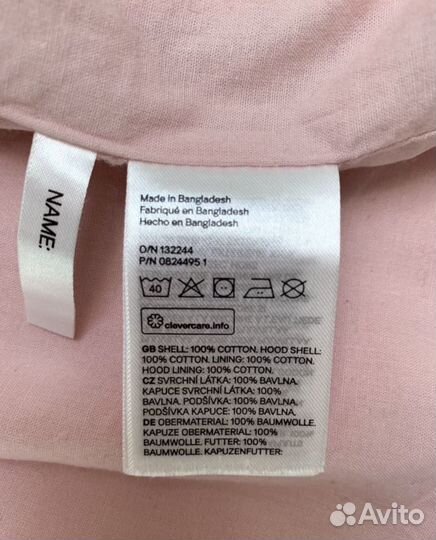 NAME:
Made in Bangladesh
Fabriqué en Bangladesh
Hecho en Bangladesh
O/N 132244
P/N 0824495 1
40
clevercare.info
GB SHELL: 100% COTTON. HOOD SHELL:
100% COTTON. LINING: 100% COTTON.
HOOD LINING: 100% COTTON.
CZ SVRCHNÍ LÁTKA: 100% BAVLNA.
KAPUCE SVRCHNÍ LÁTKA: 100%
BAVLNA. PODŠÍVKA: 100% BAVLNA.
PODŠÍVKA KAPUCE: 100% BAVLNA.
DE OBERMATERIAL: 100% BAUMWOLLE.
KAPUZE OBERMATERIAL: 100%
BAUMWOLLE. FUTTER: 100%
BAUMWOLLE. KAPUZENFUTTER:
Avito